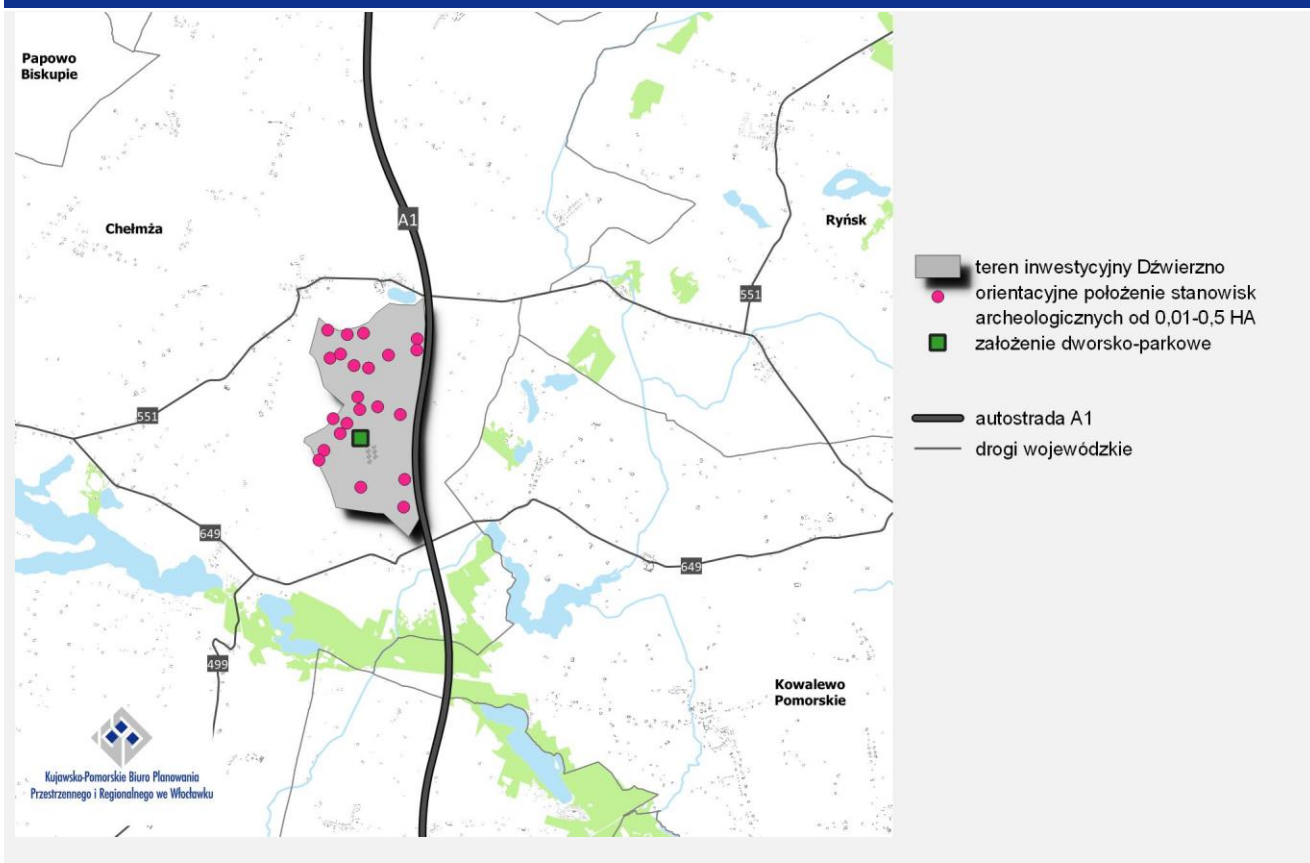 Papowo
Biskupie
A1
Chełmża
Ryńsk
551
551
649
649
499
Kowalewo
Pomorskie
Kujawsko-Pomorskie Biuro Planowania
Przestrzennego i Regionalnego we Włocławku
teren inwestycyjny Dźwierzno
orientacyjne położenie stanowisk
archeologicznych od 0,01-0,5 HA
założenie dworsko-parkowe
autostrada A1
drogi wojewódzkie